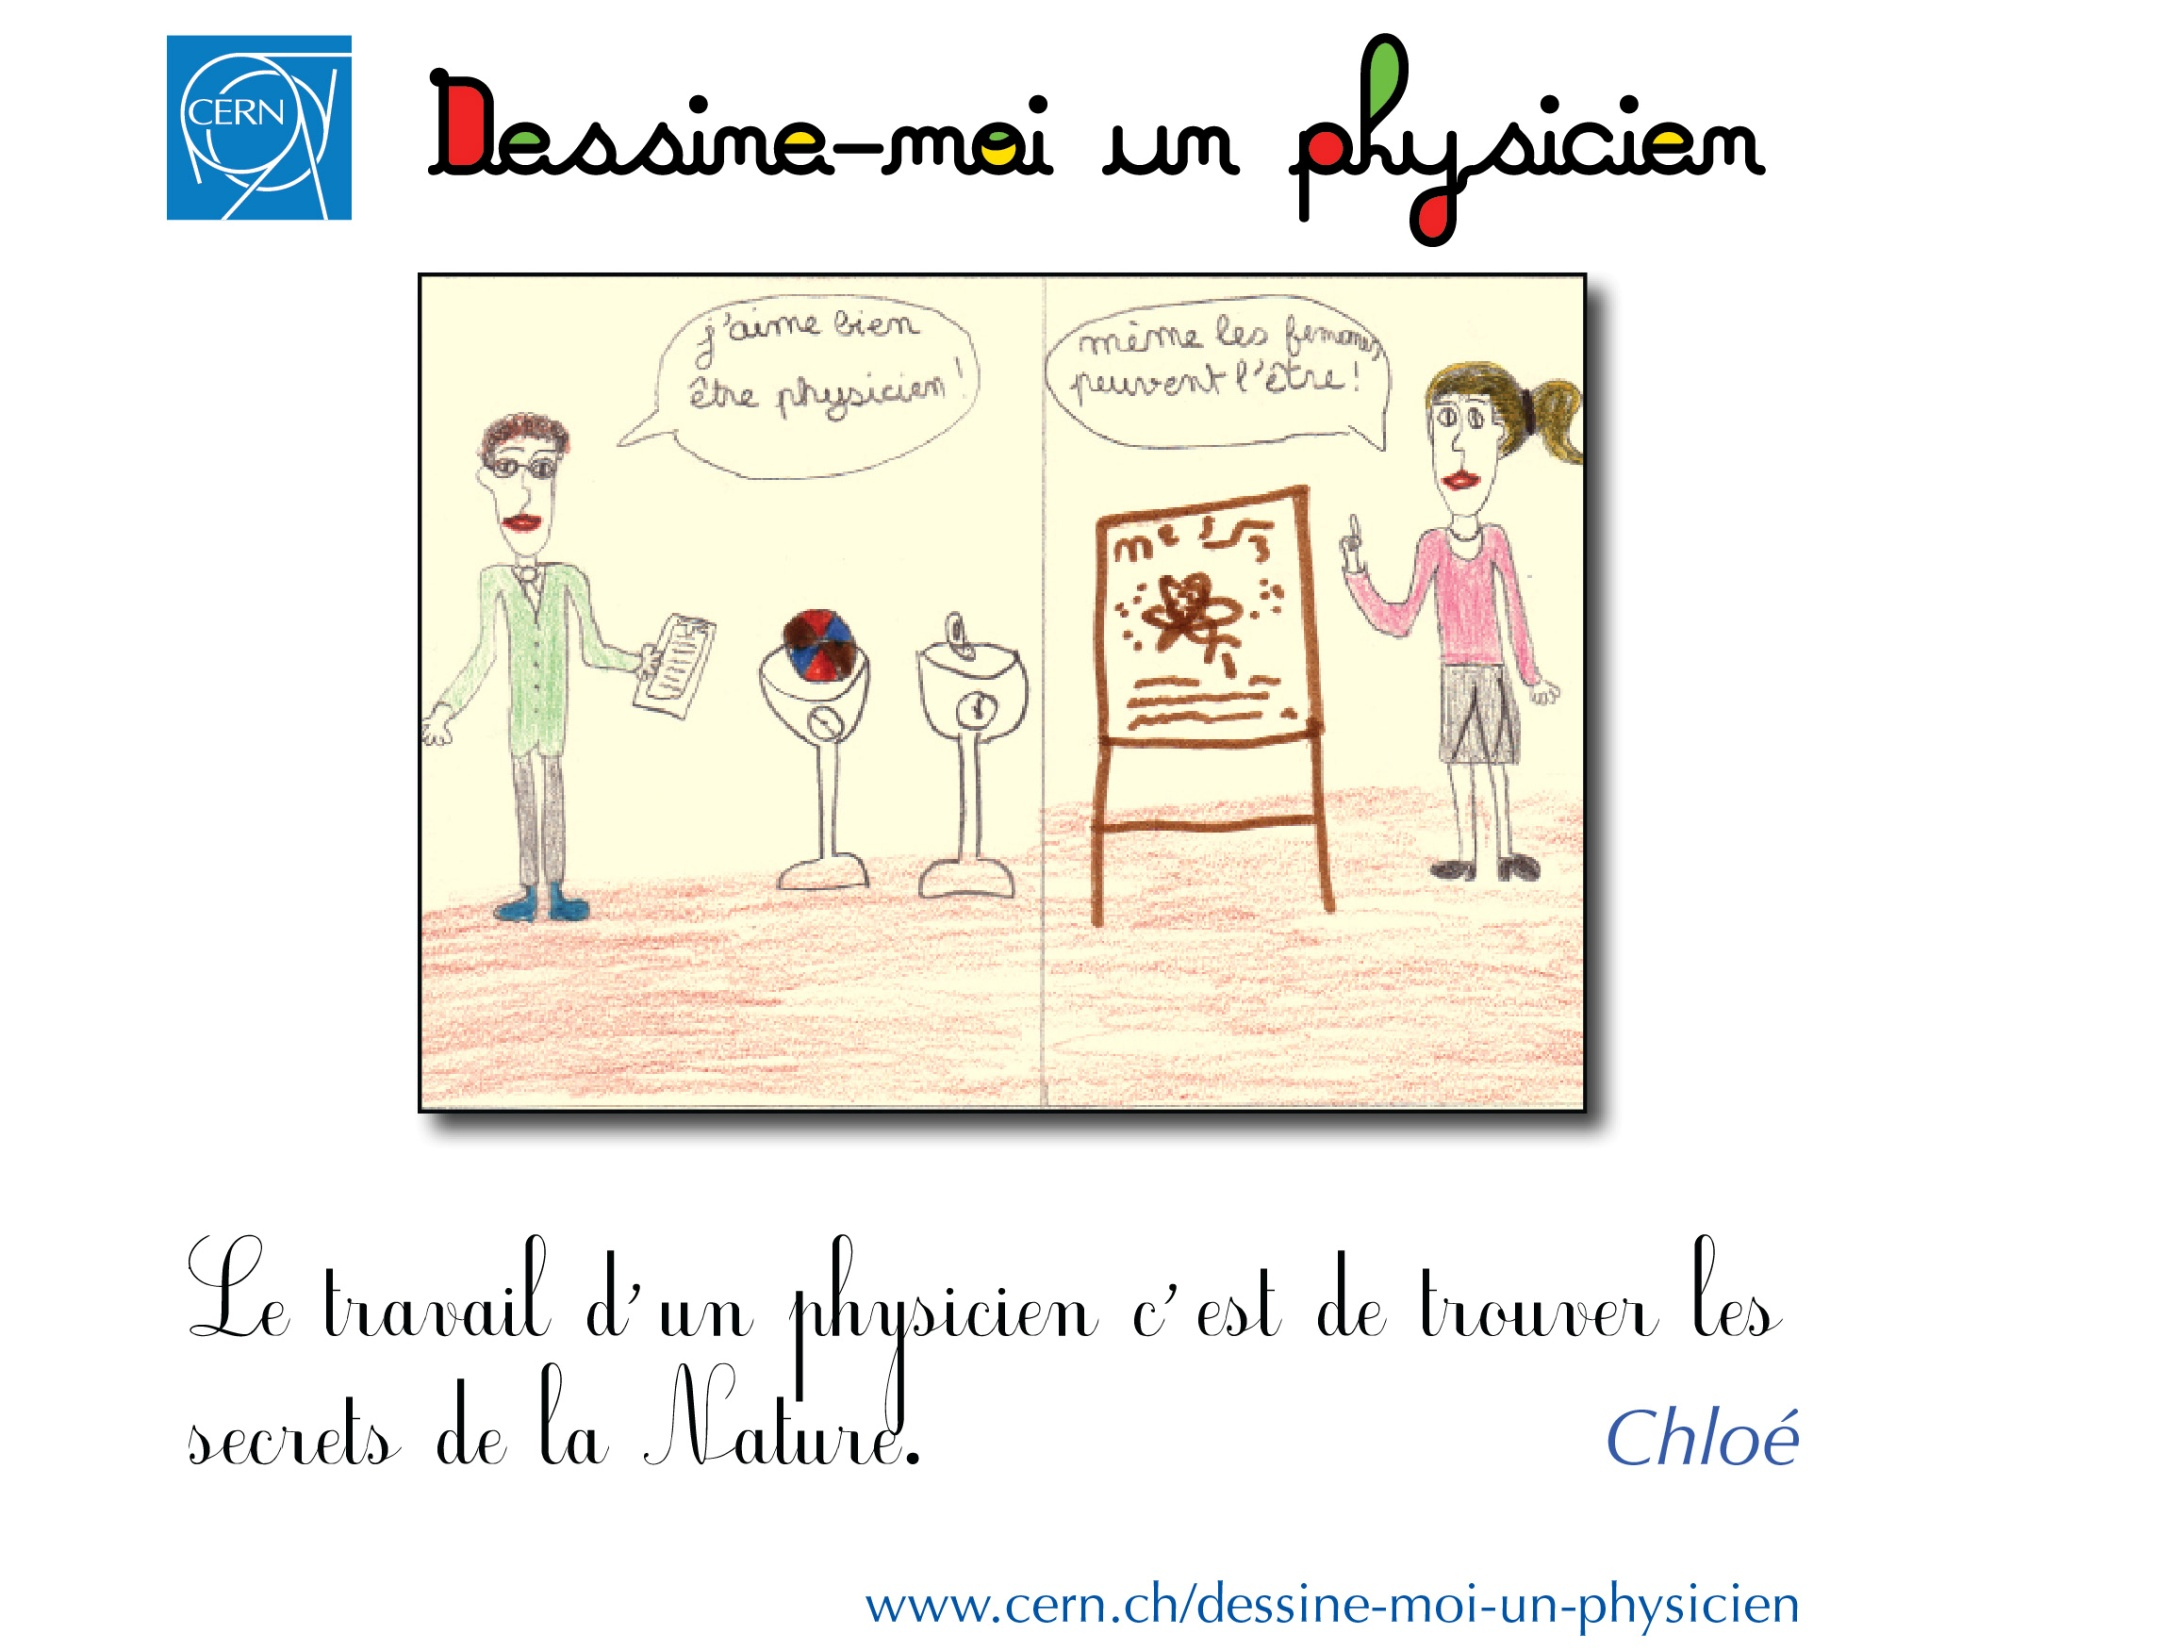 CERN
Dessine-moi un physicien
j'aime bien
être physicien !
même les femmes
peuvent l'être !
Le travail d'un physicien c'est de trouver les
secrets de la Nature.
Chloé
www.cern.ch/dessine-moi-un-physicien